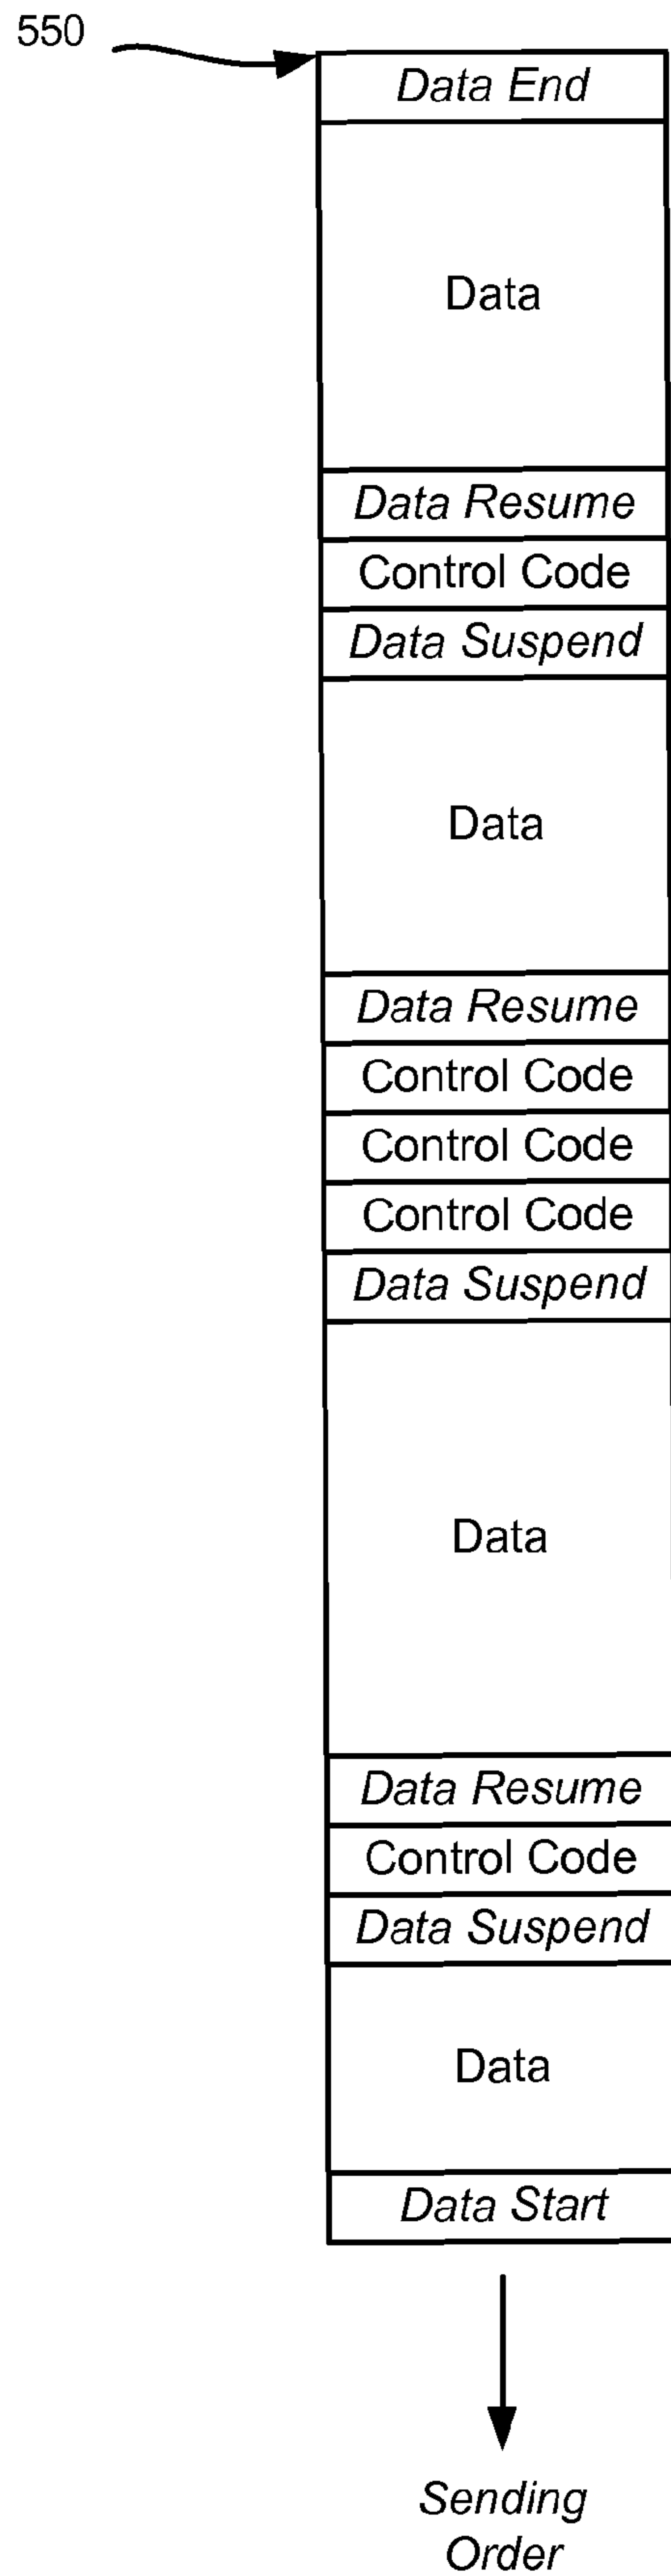 550
Data End
Data
Data Resume
Control Code
Data Suspend
Data
Data Resume
Control Code
Control Code
Control Code
Data Suspend
Data
Data Resume
Control Code
Data Suspend
Data
Data Start
Sending
Order